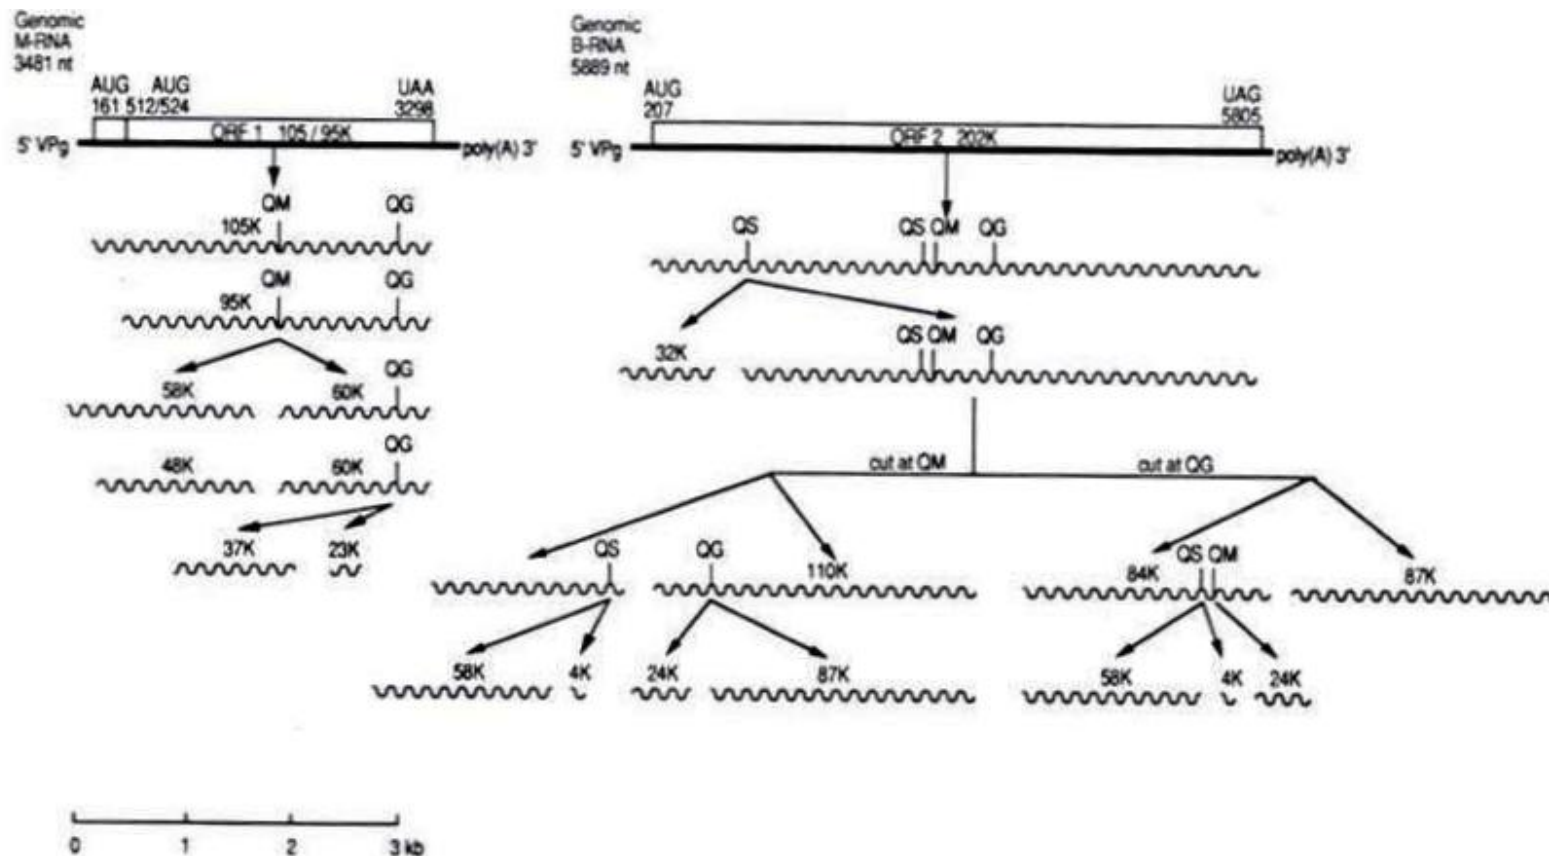 Genomic
M-RNA
3481 nt
AUG AUG UAA
161 512/524 3298
ORF 1 105 / 95K
5' VPg poly(A) 3'
QM QG
105K
QM QG
95K
QG
58K 60K
QG
48K 60K
37K 23K
Genomic
B-RNA
5889 nt
AUG UAG
207 5805
ORF 2 202K
5' VPg poly(A) 3'
QS QS QM QG
QS QM QG
32K
cut at QM cut at QG
QS QG 110K 84K QS QM 87K
58K 4K 24K 87K 58K 4K 24K
0 1 2 3 kb